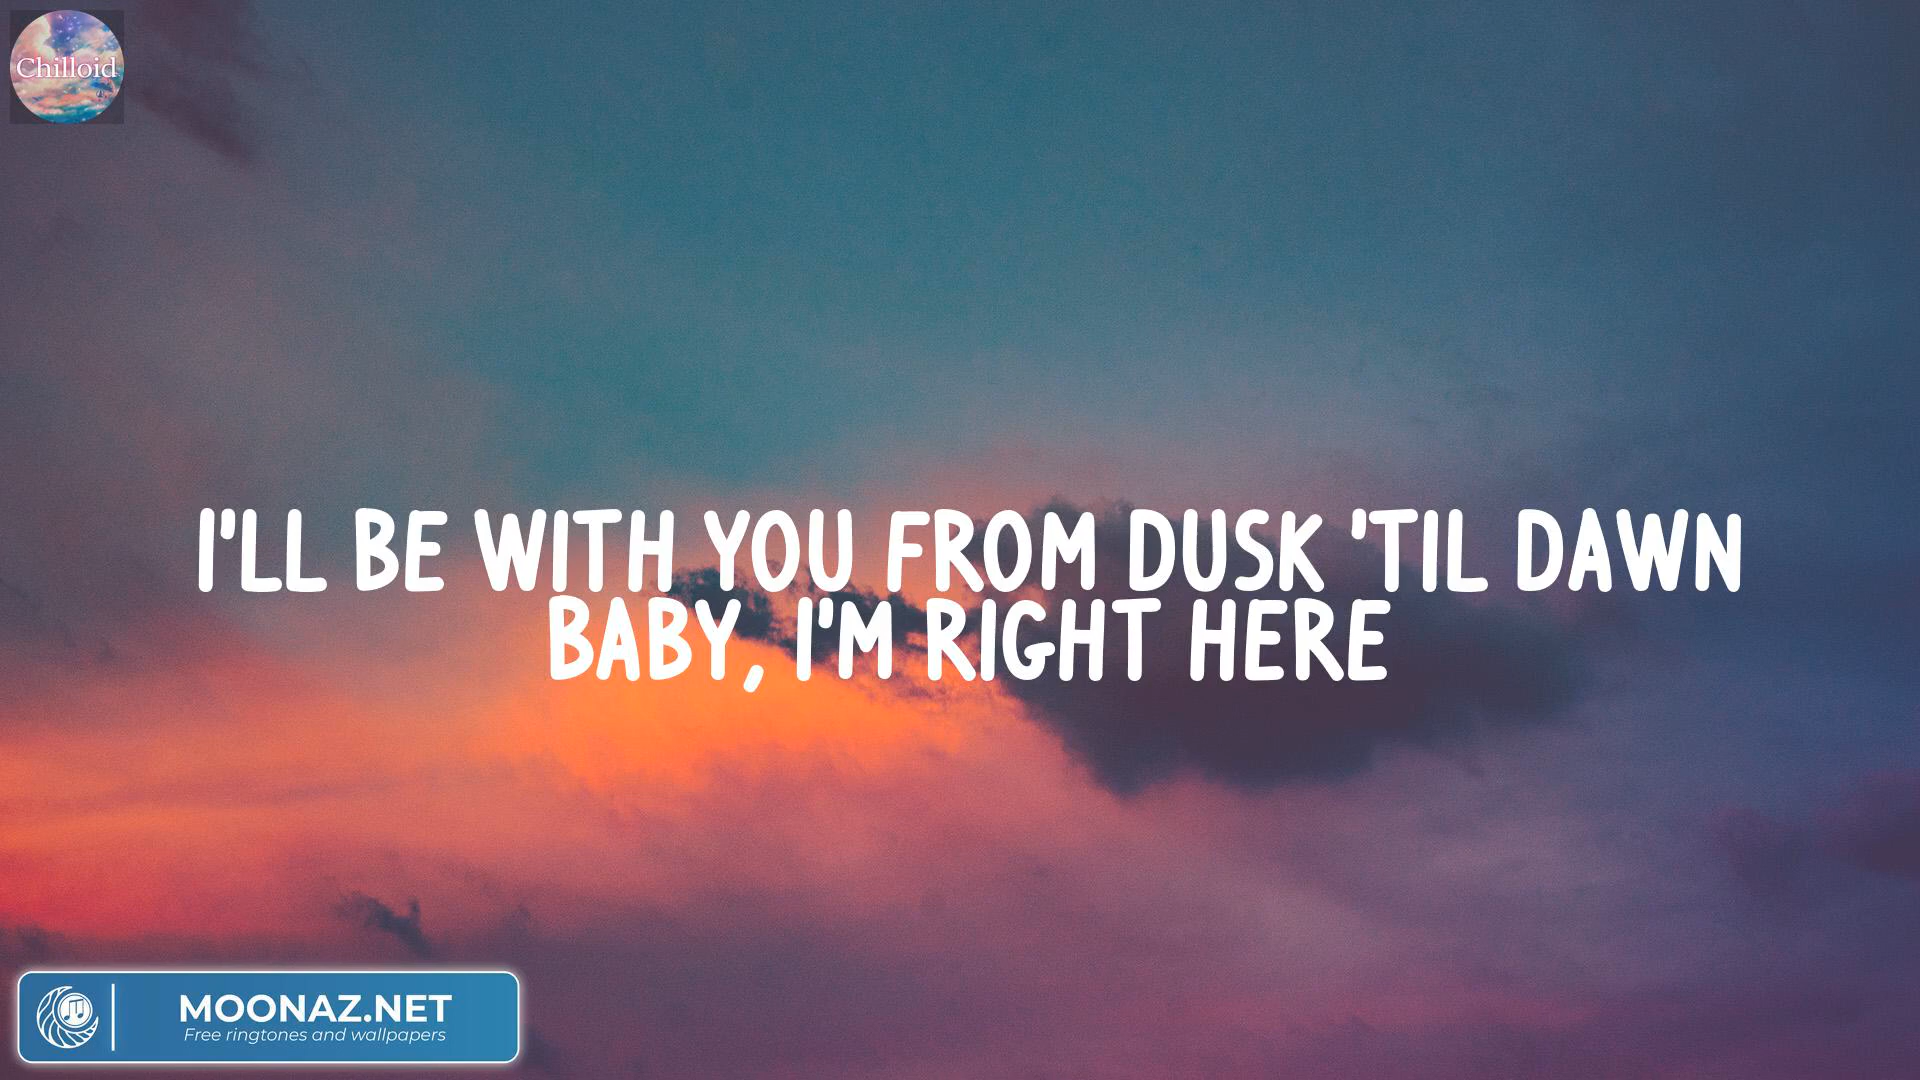 Chilloid
I'LL BE WITH YOU FROM DUSK 'TIL DAWN
BABY, I'M RIGHT HERE
MOONAZ.NET
Free ringtones and wallpapers